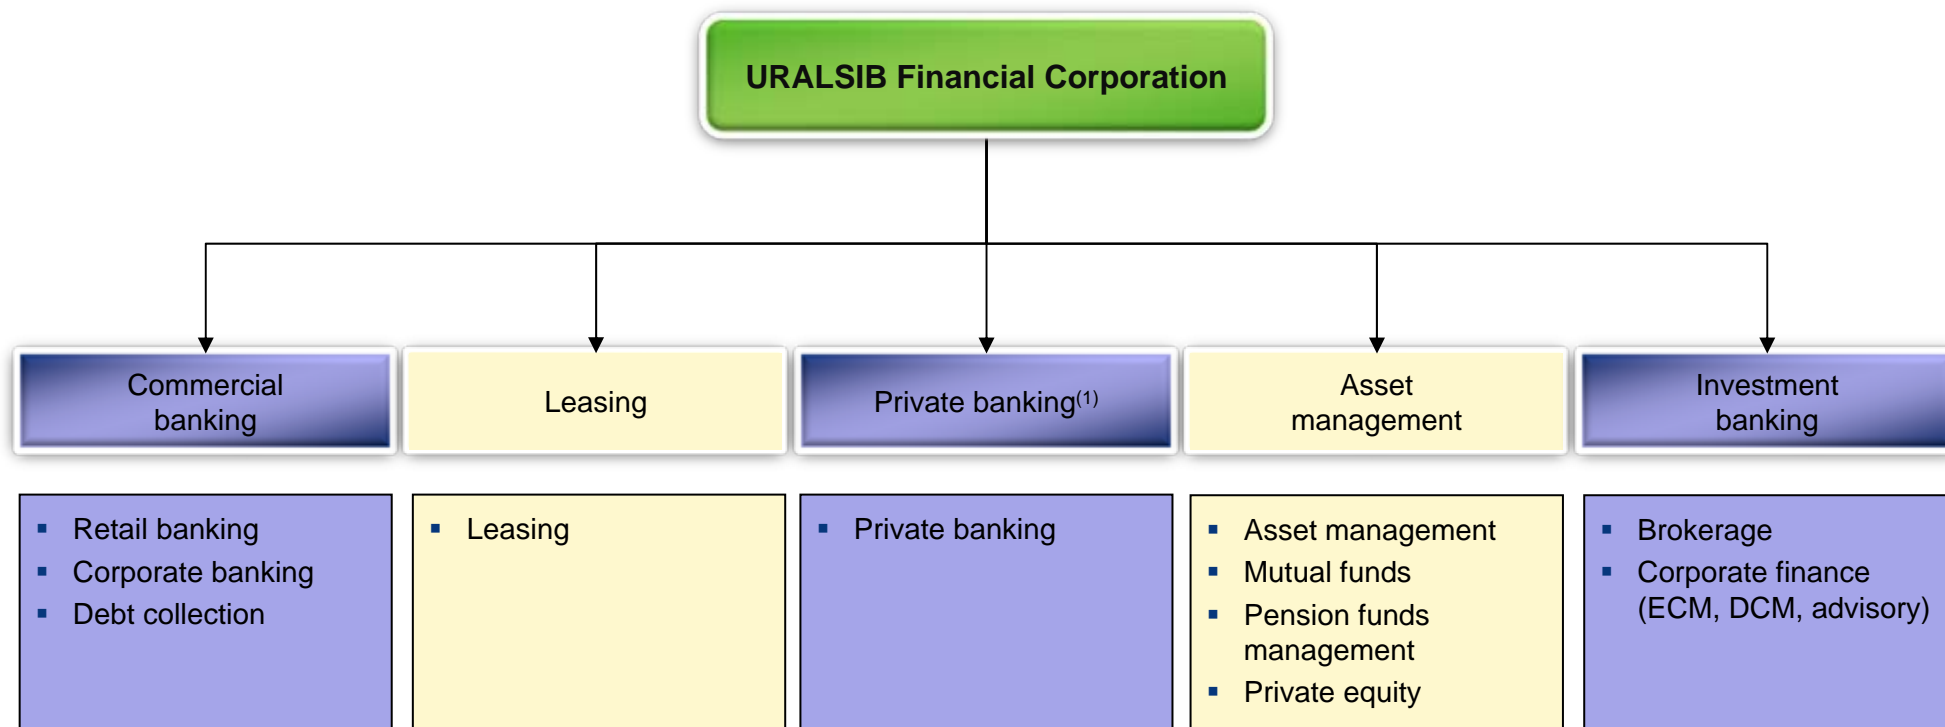 URALSIB Financial Corporation
Commercial
banking
Leasing
Private banking(1)
Asset
management
Investment
banking
▪ Retail banking
▪ Corporate banking
▪ Debt collection
▪ Leasing
▪ Private banking
▪ Asset management
▪ Mutual funds
▪ Pension funds
management
▪ Private equity
▪ Brokerage
▪ Corporate finance
(ECM, DCM, advisory)